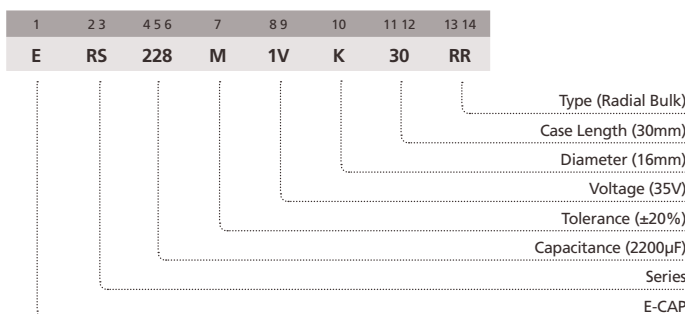 1 2 3 4 5 6 7 8 9 10 11 12 13 14
E RS 228 M 1V K 30 RR
Type (Radial Bulk)
Case Length (30mm)
Diameter (16mm)
Voltage (35V)
Tolerance (±20%)
Capacitance (2200µF)
Series
E-CAP